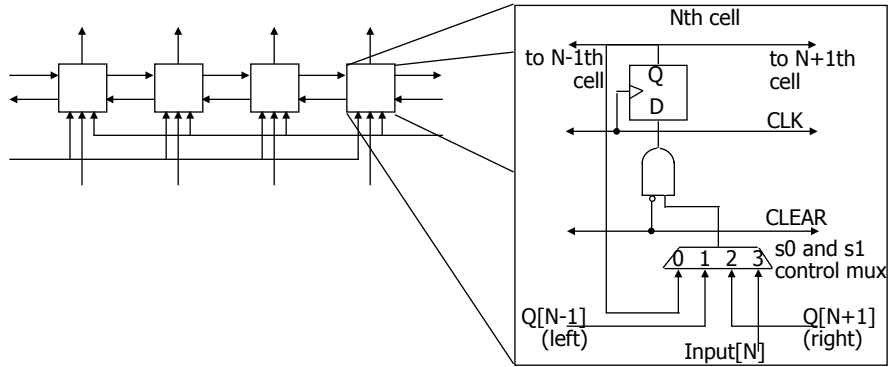 Nth cell
to N-1th
cell
to N+1th
cell
Q
D
CLK
CLEAR
s0 and s1
control mux
0 1 2 3
Q[N-1]
(left)
Q[N+1]
(right)
Input[N]